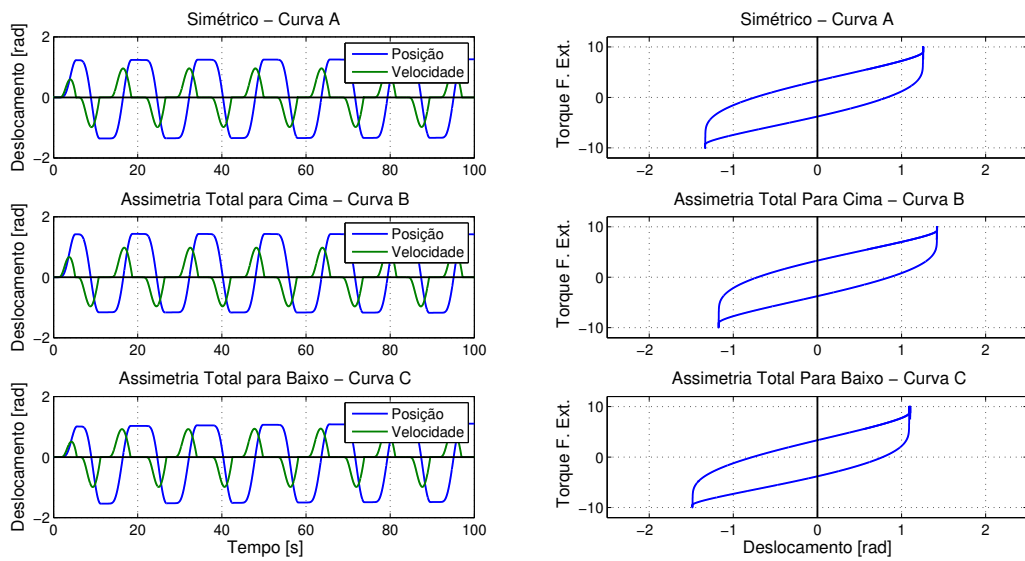 Simétrico − Curva A
Deslocamento [rad]
2
0
−2
0 20 40 60 80 100
Posição
Velocidade
Simétrico − Curva A
Torque F. Ext.
10
0
−10
−2 −1 0 1 2
Assimetria Total para Cima − Curva B
Deslocamento [rad]
2
0
−2
0 20 40 60 80 100
Posição
Velocidade
Assimetria Total Para Cima − Curva B
Torque F. Ext.
10
0
−10
−2 −1 0 1 2
Assimetria Total para Baixo − Curva C
Deslocamento [rad]
2
0
−2
0 20 40 60 80 100
Tempo [s]
Posição
Velocidade
Assimetria Total Para Baixo − Curva C
Torque F. Ext.
10
0
−10
−2 −1 0 1 2
Deslocamento [rad]